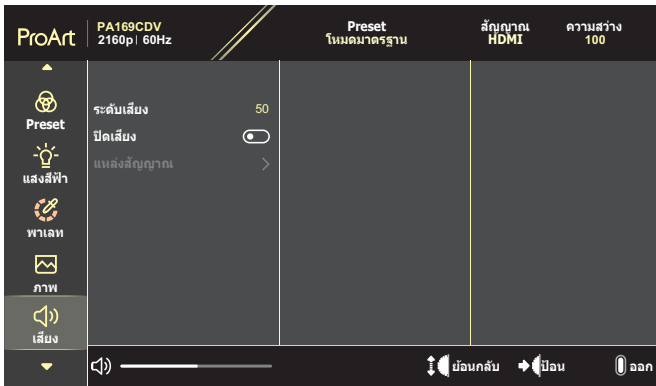 ProArt
PA169CDV
2160p | 60Hz
Preset
โหมดมาตรฐาน
สัญญาณ
HDMI
ความสว่าง
100
Preset
แสงสีฟ้า
พาเลท
ภาพ
เสียง
ระดับเสียง 50
ปิดเสียง
แหล่งสัญญาณ
ย้อนกลับ
ป้อน
ออก